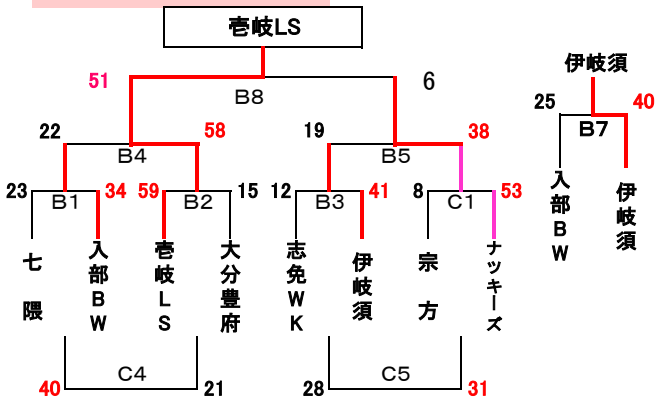 壱岐LS
51
6
B8
伊岐須
25
40
B7
入部BW
伊岐須
22
58
19
38
B4
B5
23
34
59
15
12
41
8
53
B1
B2
B3
C1
七隈
入部BW
壱岐LS
大分豊府
志免WK
伊岐須
宗方
ナッキーズ
C4
C5
40
21
28
31